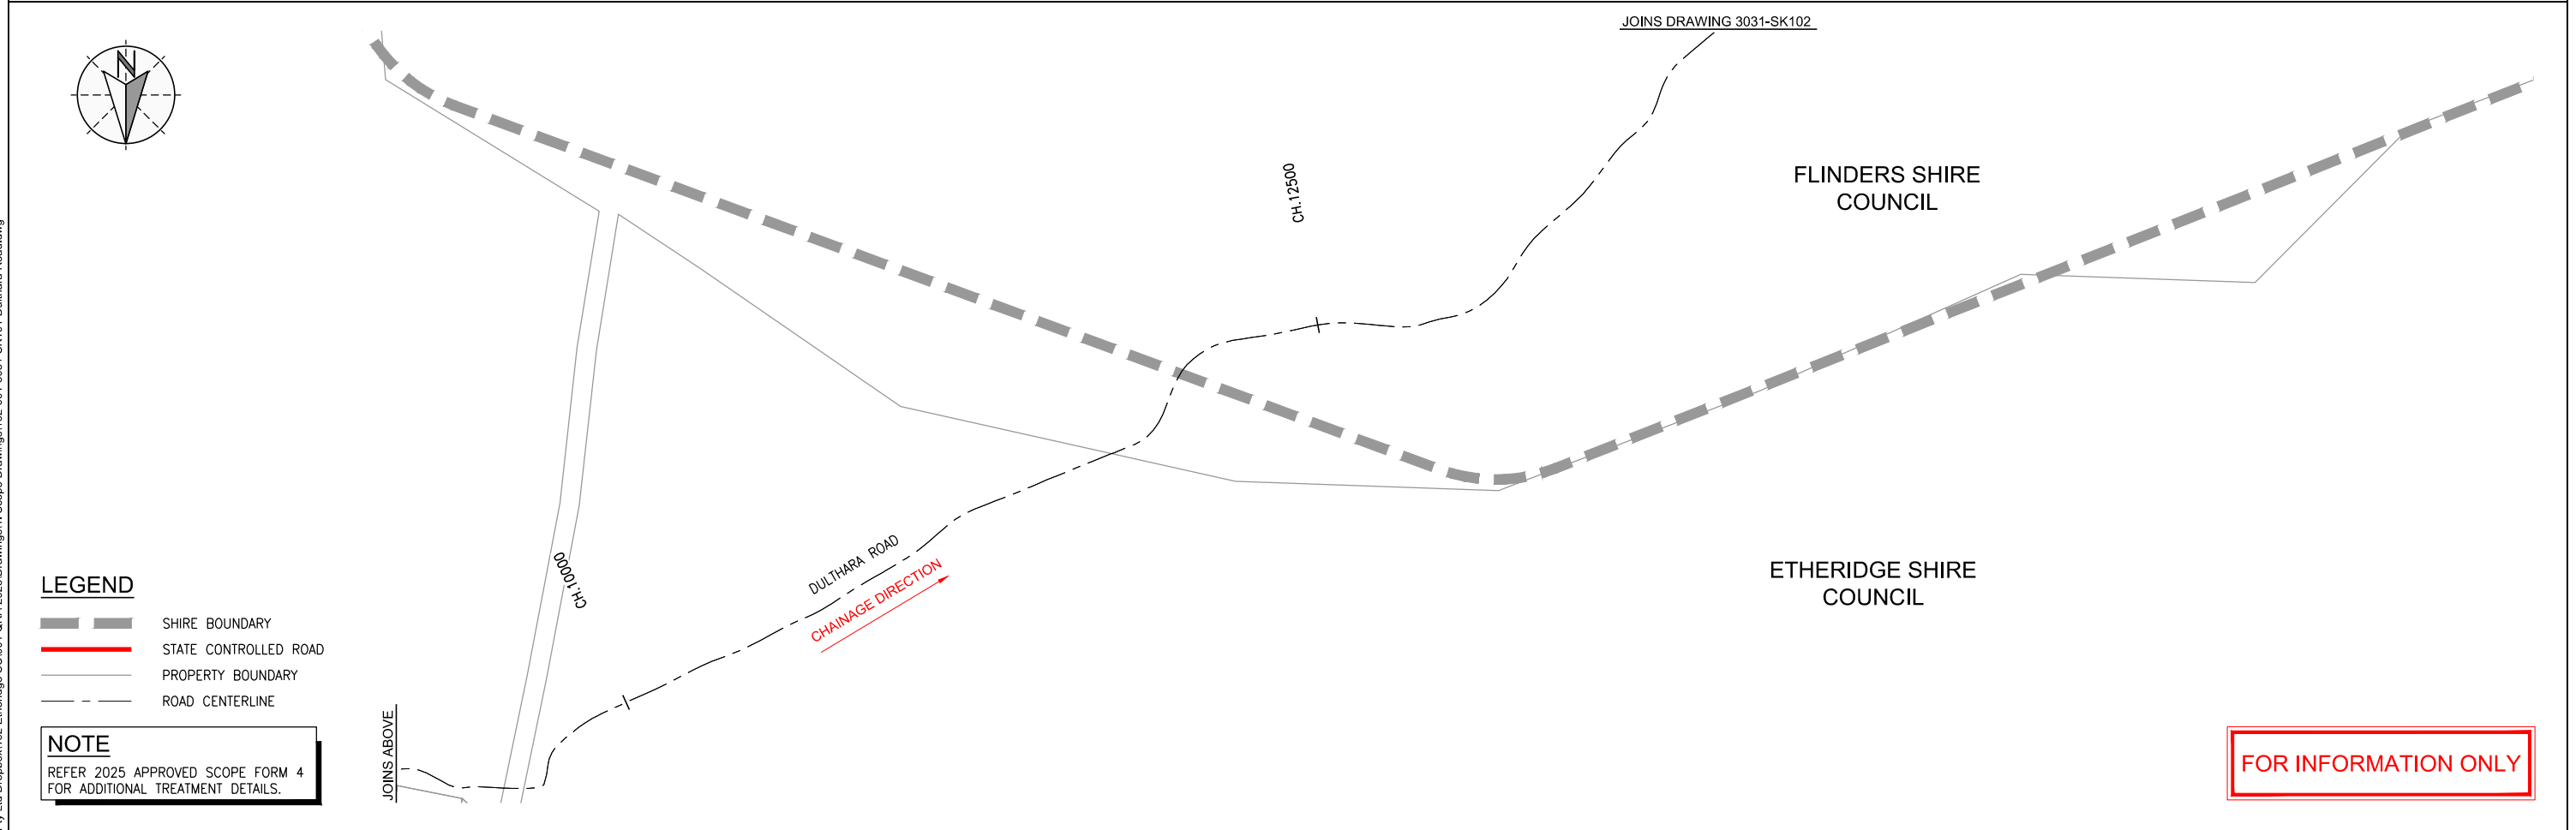 JOINS DRAWING 3031-SK102
N
CH.12500
FLINDERS SHIRE
COUNCIL
CH.10000
DULTHARA ROAD
CHAINAGE DIRECTION
ETHERIDGE SHIRE
COUNCIL
LEGEND
SHIRE BOUNDARY
STATE CONTROLLED ROAD
PROPERTY BOUNDARY
ROAD CENTERLINE
NOTE
REFER 2025 APPROVED SCOPE FORM 4
FOR ADDITIONAL TREATMENT DETAILS.
JOINS ABOVE
FOR INFORMATION ONLY